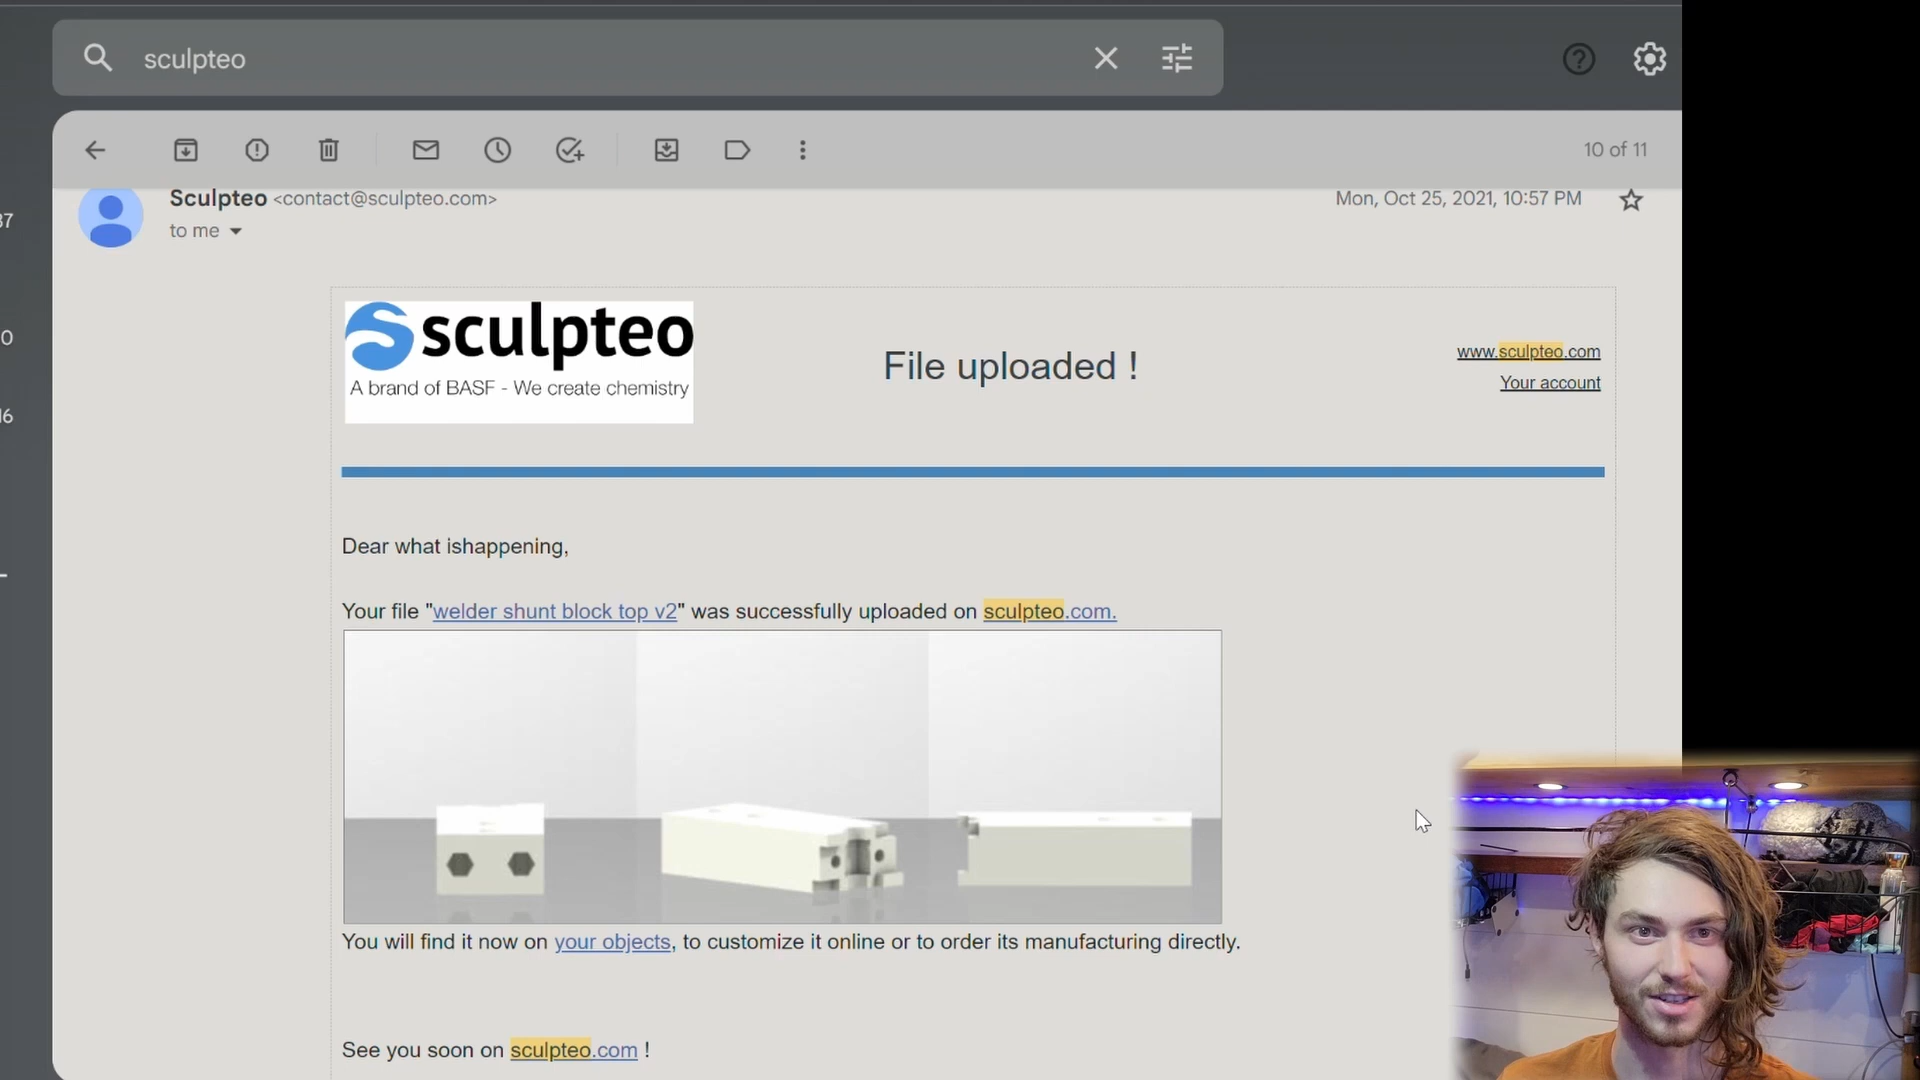 sculpteo
10 of 11
Sculpteo <contact@sculpteo.com>
Mon, Oct 25, 2021, 10:57 PM
to me
sculpteo
A brand of BASF - We create chemistry
File uploaded !
www.sculpteo.com
Your account
Dear what ishappening,
Your file "welder shunt block top v2" was successfully uploaded on sculpteo.com.
You will find it now on your objects, to customize it online or to order its manufacturing directly.
See you soon on sculpteo.com !